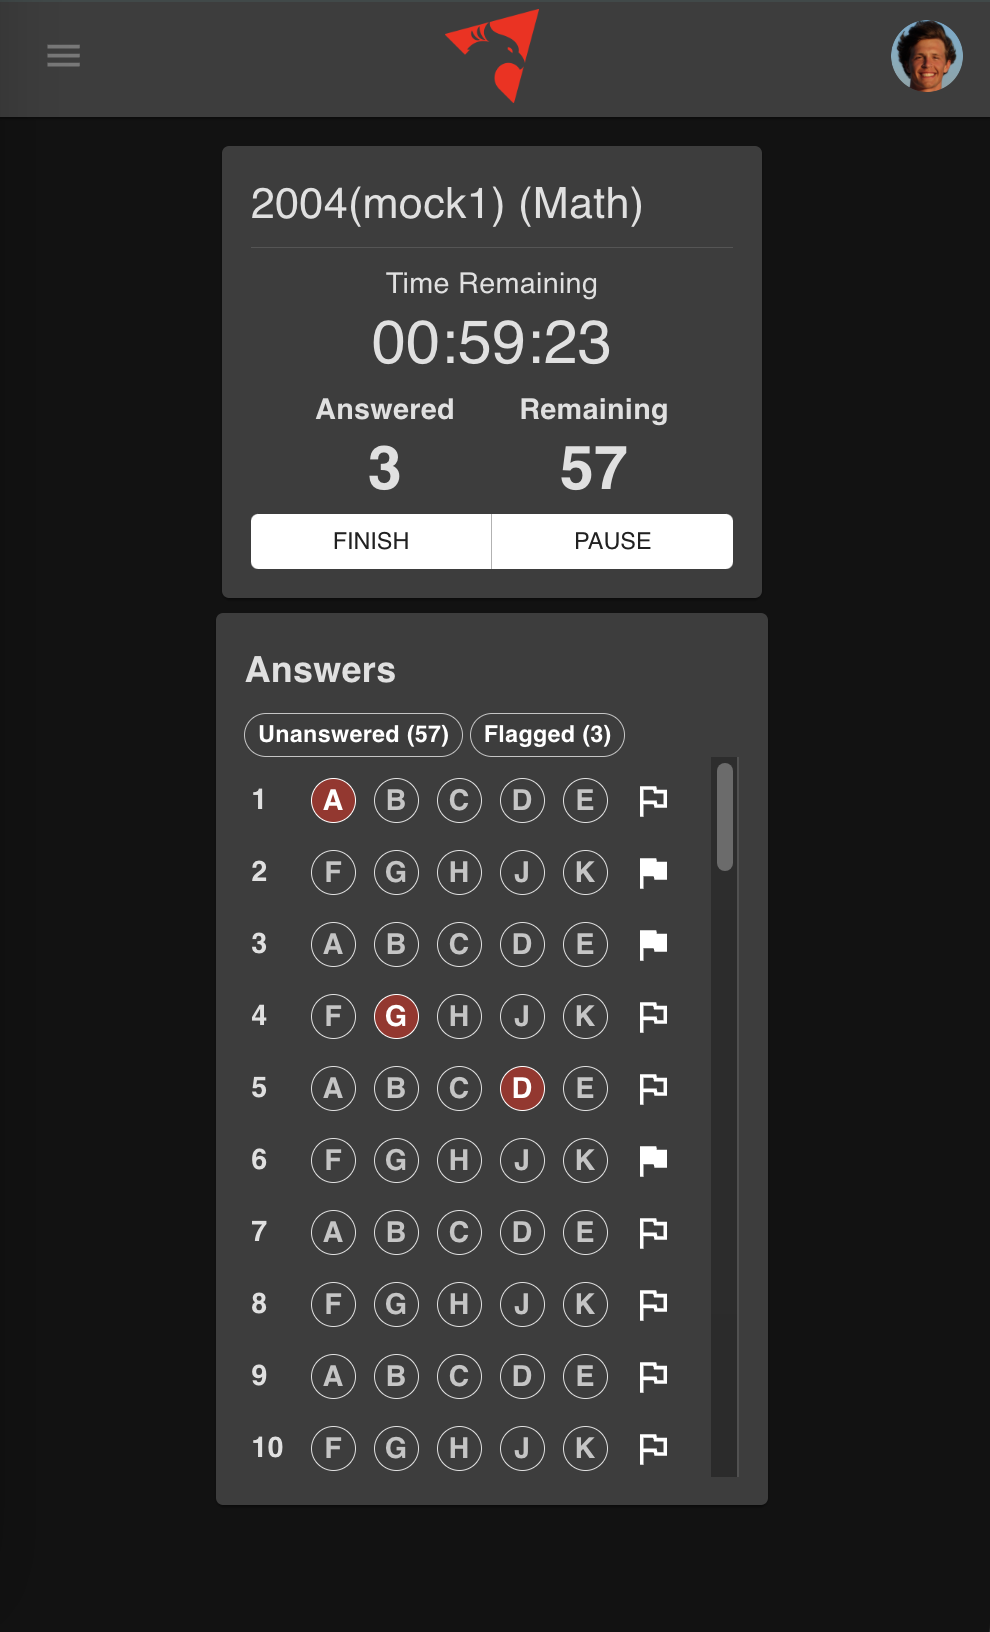 2004(mock1) (Math)
Time Remaining
00:59:23
Answered Remaining
3 57
FINISH PAUSE
Answers
Unanswered (57) Flagged (3)
1 A B C D E
2 F G H J K
3 A B C D E
4 F G H J K
5 A B C D E
6 F G H J K
7 A B C D E
8 F G H J K
9 A B C D E
10 F G H J K